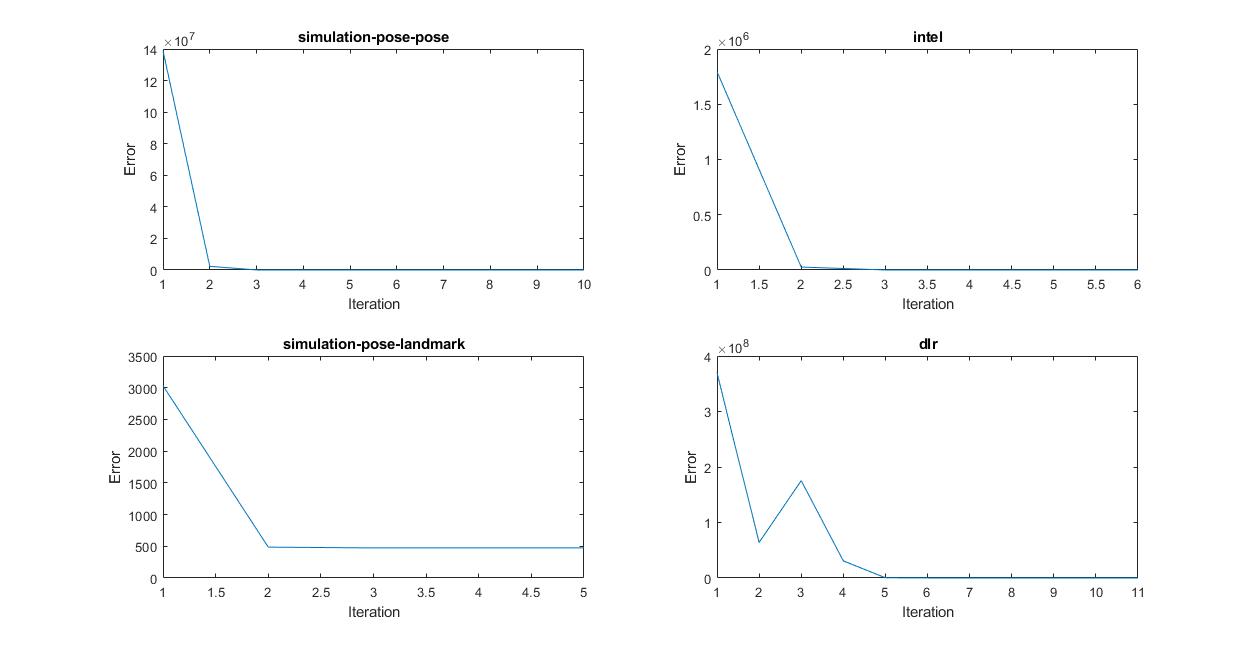 simulation-pose-pose
×10^7
14
12
10
8
6
4
2
0
Error
1 2 3 4 5 6 7 8 9 10
Iteration
intel
×10^6
2
1.5
1
0.5
0
Error
1 1.5 2 2.5 3 3.5 4 4.5 5 5.5 6
Iteration
simulation-pose-landmark
3500
3000
2500
2000
1500
1000
500
0
Error
1 1.5 2 2.5 3 3.5 4 4.5 5
Iteration
dlr
×10^8
4
3
2
1
0
Error
1 2 3 4 5 6 7 8 9 10 11
Iteration